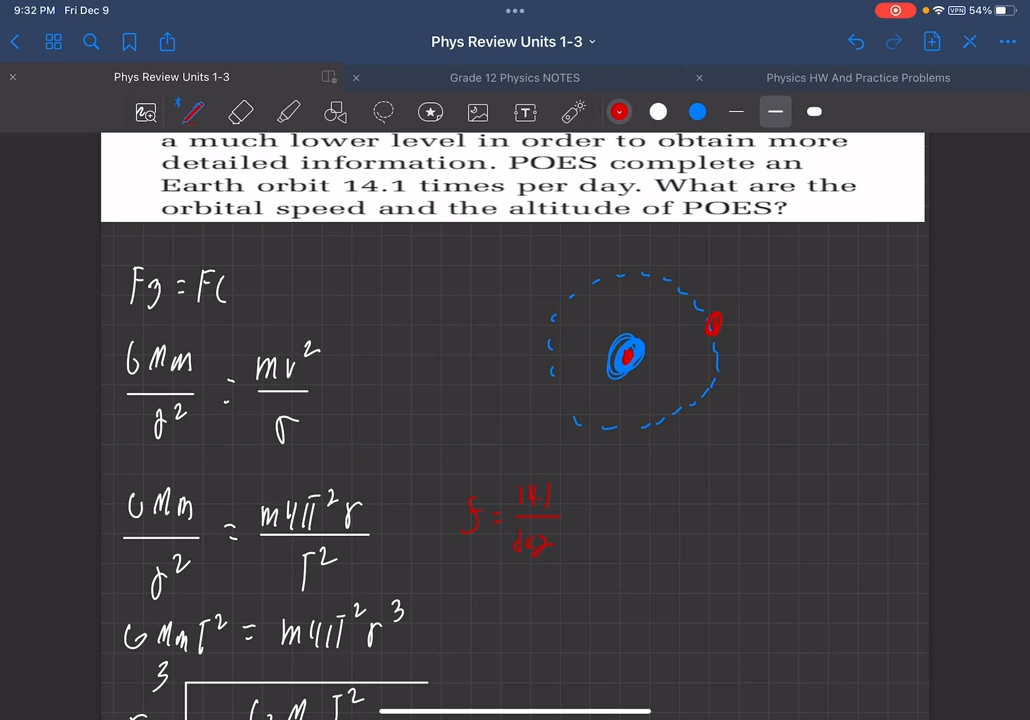 9:32 PM Fri Dec 9
VPN 54%
Phys Review Units 1-3
Phys Review Units 1-3
Grade 12 Physics NOTES
Physics HW And Practice Problems
a much lower level in order to obtain more
detailed information. POES complete an
Earth orbit 14.1 times per day. What are the
orbital speed and the altitude of POES?
Fg = FC
GMm/r² = mv²/r
GMm/r² = m4π²r/T²
f = 14.1/day
GMmT² = m4π²r³
3
GMT²